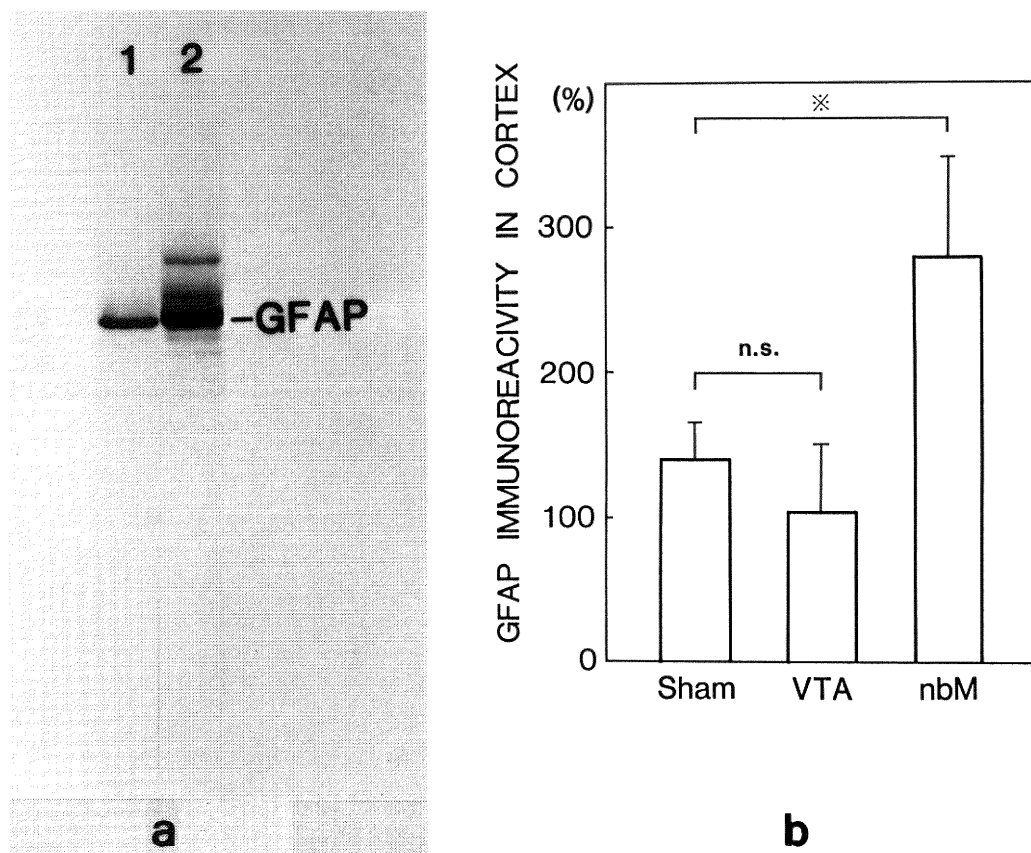 1 2
-GFAP
a
GFAP IMMUNOREACIVITY IN CORTEX
(%)
※
300
n.s.
200
100
0
Sham VTA nbM
b